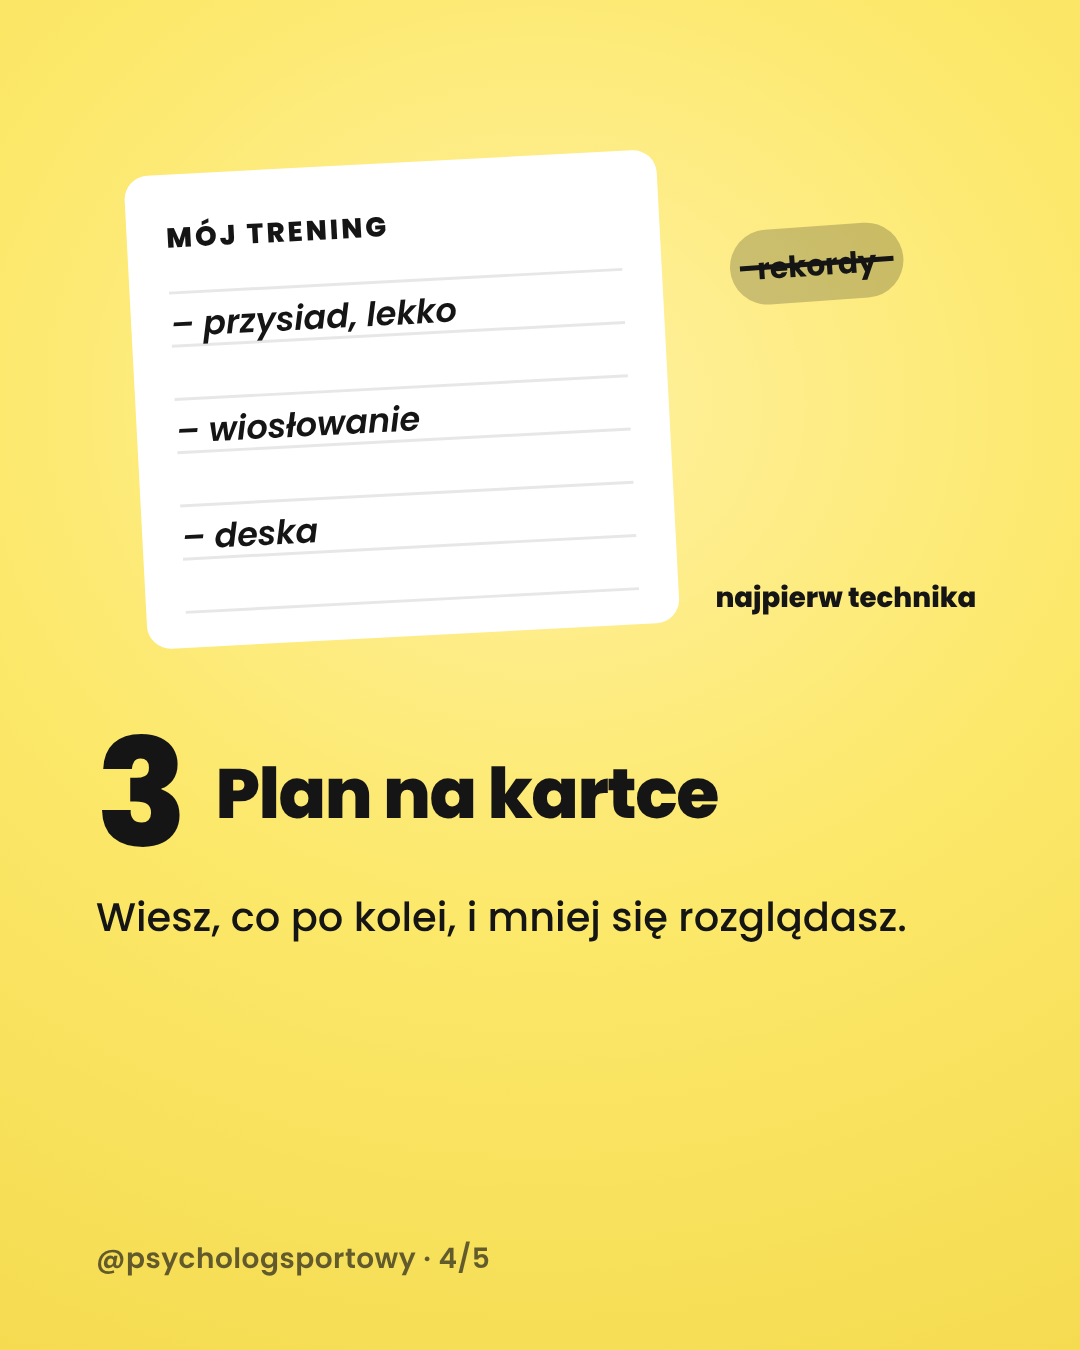 MÓJ TRENING
– przysiad, lekko
– wiosłowanie
– deska
rekordy
najpierw technika
3 Plan na kartce
Wiesz, co po kolei, i mniej się rozglądasz.
@psychologsportowy · 4/5